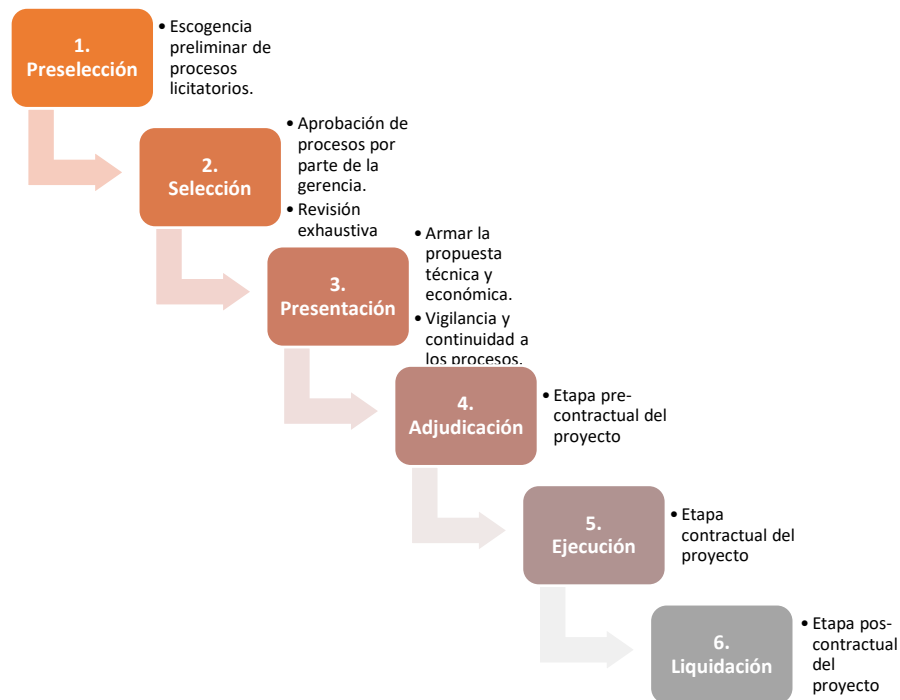 1.
Preselección
• Escogencia
preliminar de
procesos
licitatorios.
2.
Selección
• Aprobación de
procesos por
parte de la
gerencia.
• Revisión
exhaustiva
3.
Presentación
• Armar la
propuesta
técnica y
económica.
• Vigilancia y
continuidad a
los procesos.
4.
Adjudicación
• Etapa pre-
contractual del
proyecto
5.
Ejecución
• Etapa
contractual del
proyecto
6.
Liquidación
• Etapa pos-
contractual
del
proyecto